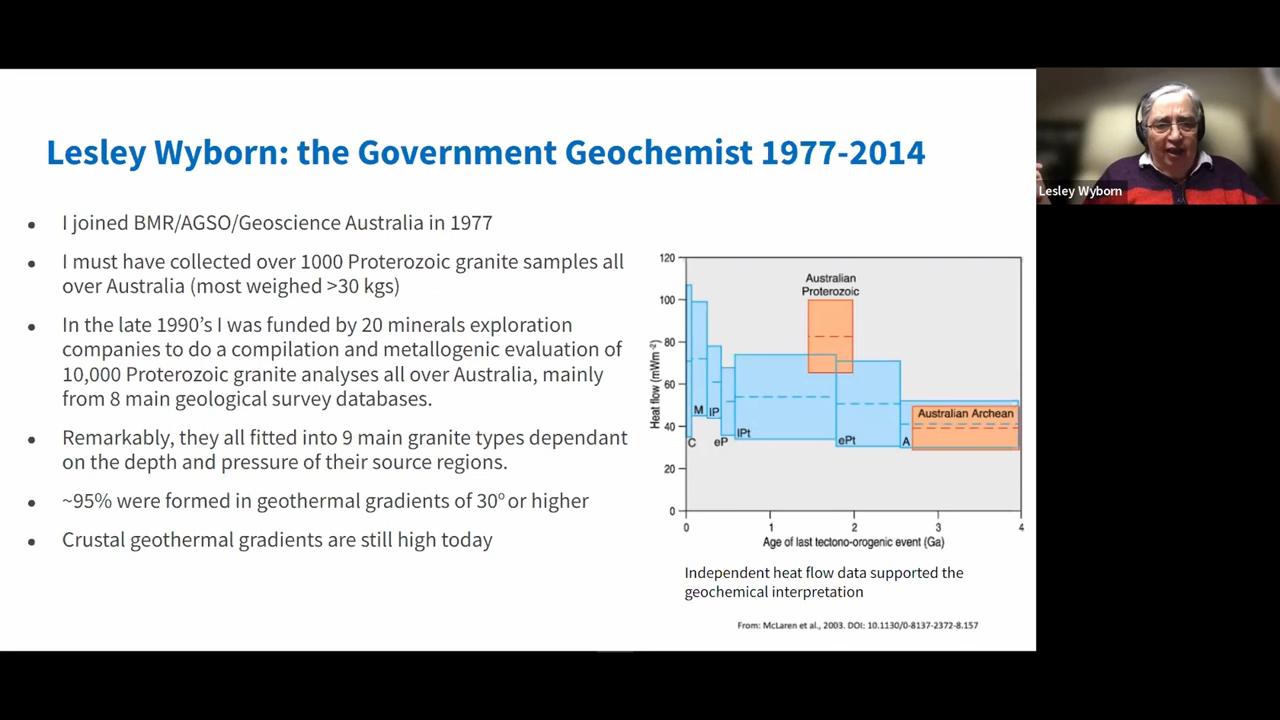 Lesley Wyborn: the Government Geochemist 1977-2014
I joined BMR/AGSO/Geoscience Australia in 1977
I must have collected over 1000 Proterozoic granite samples all
over Australia (most weighed >30 kgs)
In the late 1990's I was funded by 20 minerals exploration
companies to do a compilation and metallogenic evaluation of
10,000 Proterozoic granite analyses all over Australia, mainly
from 8 main geological survey databases.
Remarkably, they all fitted into 9 main granite types dependant
on the depth and pressure of their source regions.
~95% were formed in geothermal gradients of 30° or higher
Crustal geothermal gradients are still high today
120
100
80
60
40
20
0
Heat flow (mWm⁻²)
Australian
Proterozoic
Australian Archean
C
M
lP
eP
lPt
ePt
A
0
1
2
3
4
Age of last tectono-orogenic event (Ga)
Independent heat flow data supported the
geochemical interpretation
From: McLaren et al., 2003. DOI: 10.1130/0-8137-2372-8.157
Lesley Wyborn